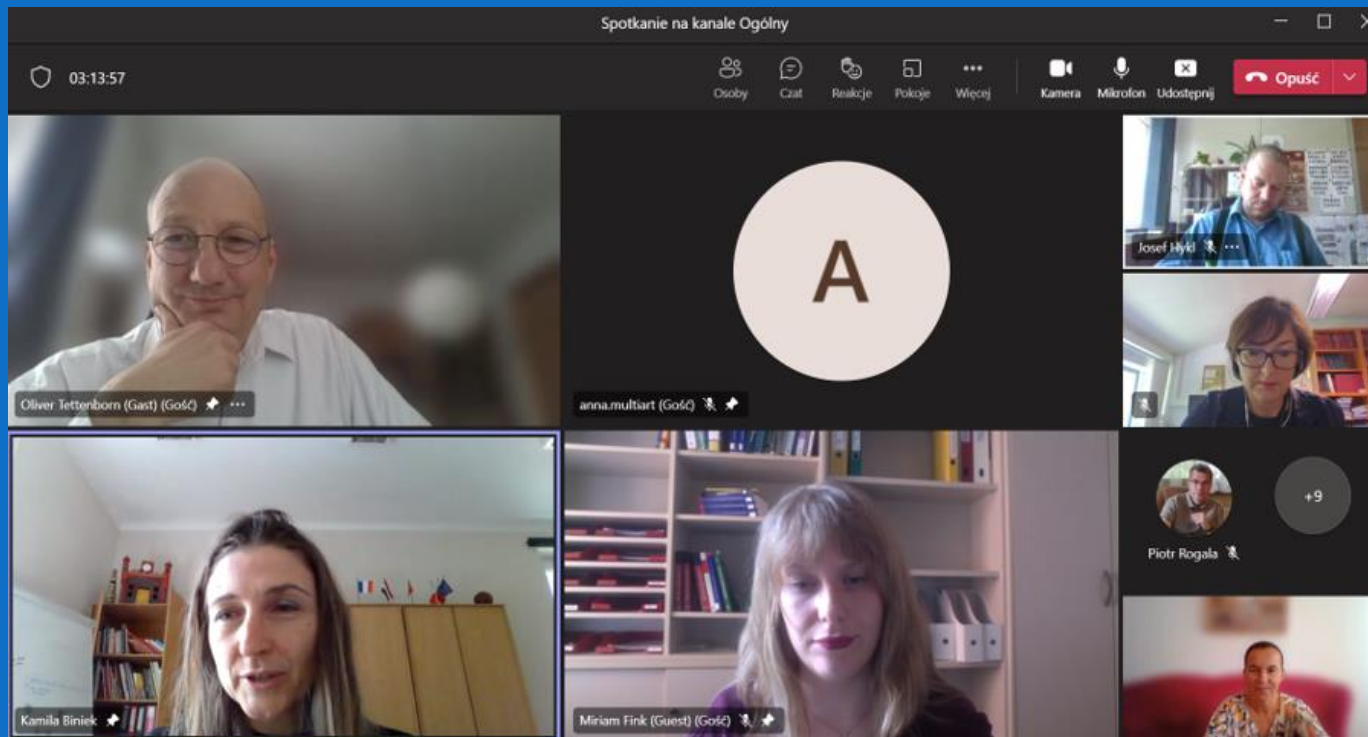 Spotkanie na kanale Ogólny
03:13:57
Osoby
Czat
Reakcje
Pokoje
Więcej
Kamera
Mikrofon
Udostępnij
Opuść
Oliver Tettenborn (Gast) (Gość)
A
anna.multiart (Gość)
Josef Hykl
+9
Piotr Rogala
Kamila Biniek
Miriam Fink (Guest) (Gość)